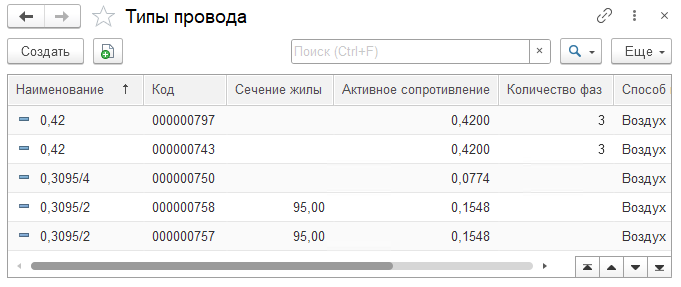 Типы провода
Создать Поиск (Ctrl+F) × Еще
Наименование ↑ Код Сечение жилы Активное сопротивление Количество фаз Способ
0,42 000000797 0,4200 3 Воздух
0,42 000000743 0,4200 3 Воздух
0,3095/4 000000750 0,0774 Воздух
0,3095/2 000000758 95,00 0,1548 Воздух
0,3095/2 000000757 95,00 0,1548 Воздух